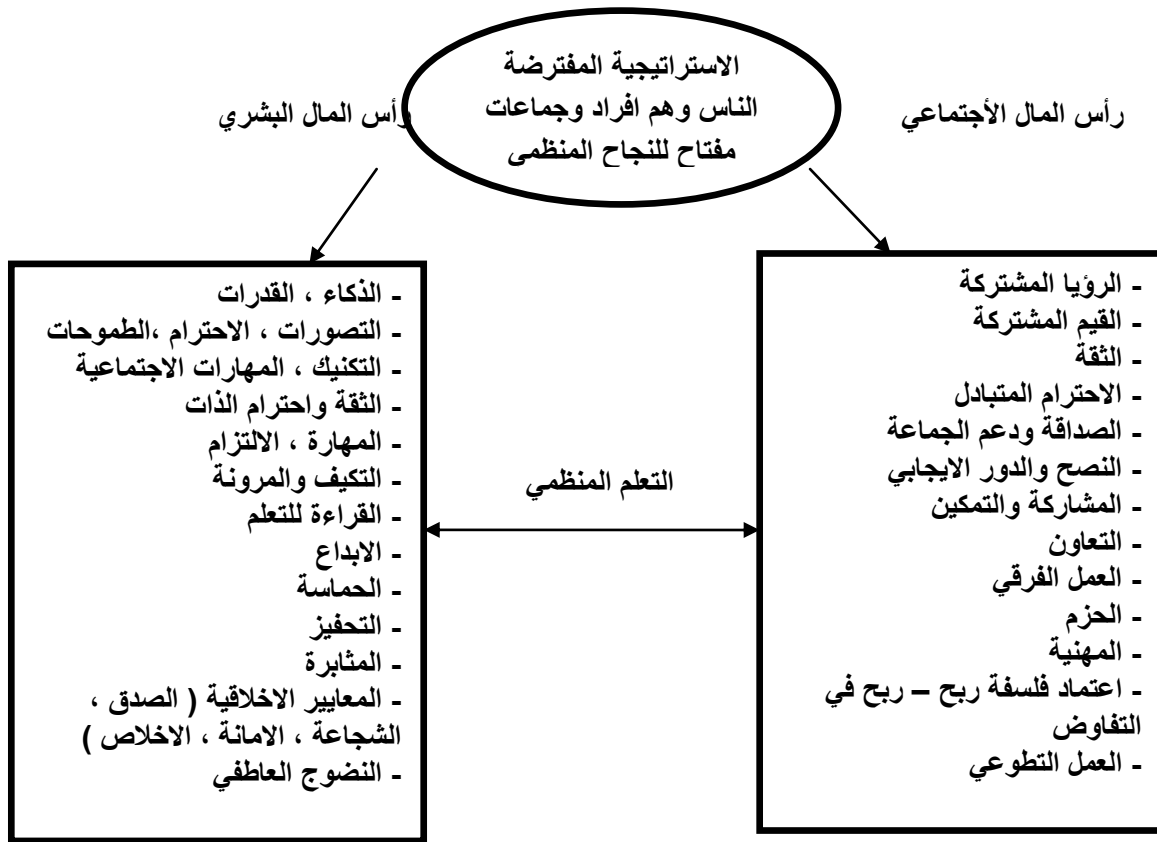 الاستراتيجية المفترضة
الناس وهم افراد وجماعات
مفتاح للنجاح المنظمي
رأس المال الأجتماعي
رأس المال البشري
- الرؤيا المشتركة
- القيم المشتركة
- الثقة
- الاحترام المتبادل
- الصداقة ودعم الجماعة
- النصح والدور الايجابي
- المشاركة والتمكين
- التعاون
- العمل الفرقي
- الحزم
- المهنية
- اعتماد فلسفة ربح – ربح في
التفاوض
- العمل التطوعي
التعلم المنظمي
- الذكاء ، القدرات
- التصورات ، الاحترام ،الطموحات
- التكنيك ، المهارات الاجتماعية
- الثقة واحترام الذات
- المهارة ، الالتزام
- التكيف والمرونة
- القراءة للتعلم
- الابداع
- الحماسة
- التحفيز
- المثابرة
- المعايير الاخلاقية ( الصدق ،
الشجاعة ، الامانة ، الاخلاص )
- النضوج العاطفي